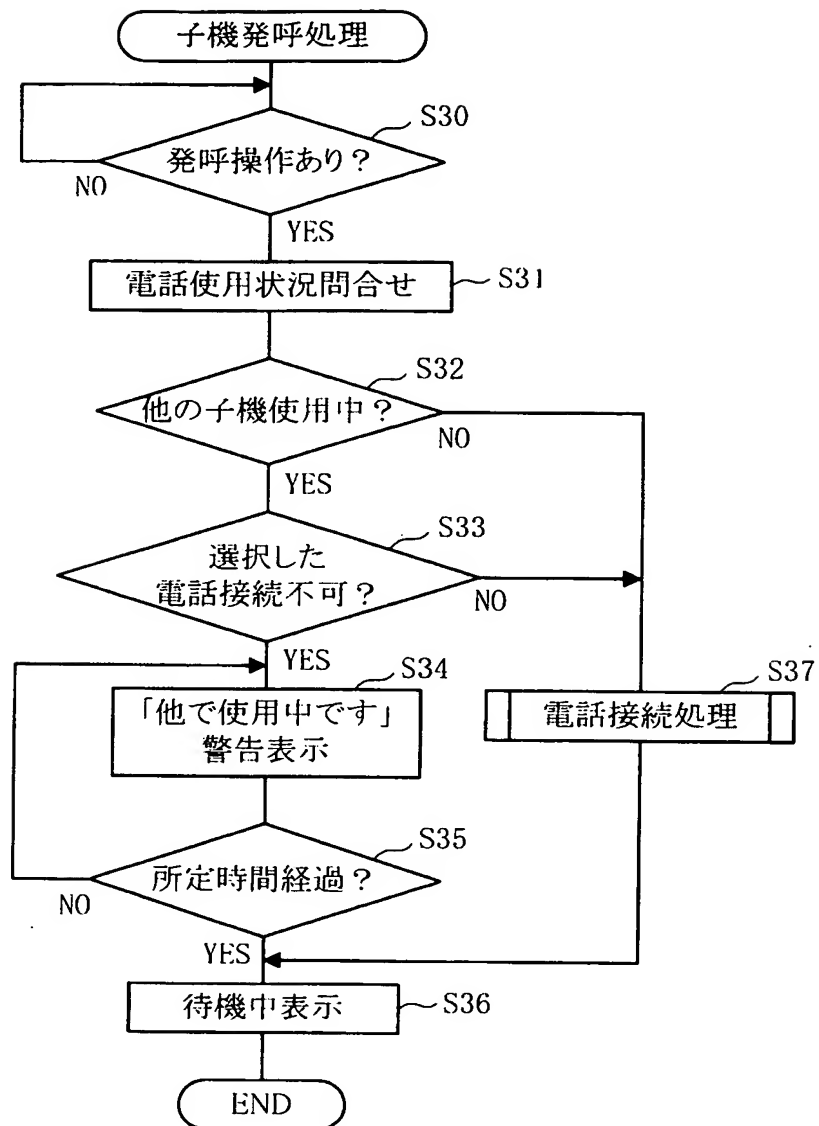 子機発呼処理
S30
発呼操作あり？
NO
YES
電話使用状況問合せ
S31
S32
他の子機使用中？
NO
YES
S33
選択した
電話接続不可？
NO
YES
S34
「他で使用中です」
警告表示
S37
電話接続処理
S35
所定時間経過？
NO
YES
待機中表示
S36
END